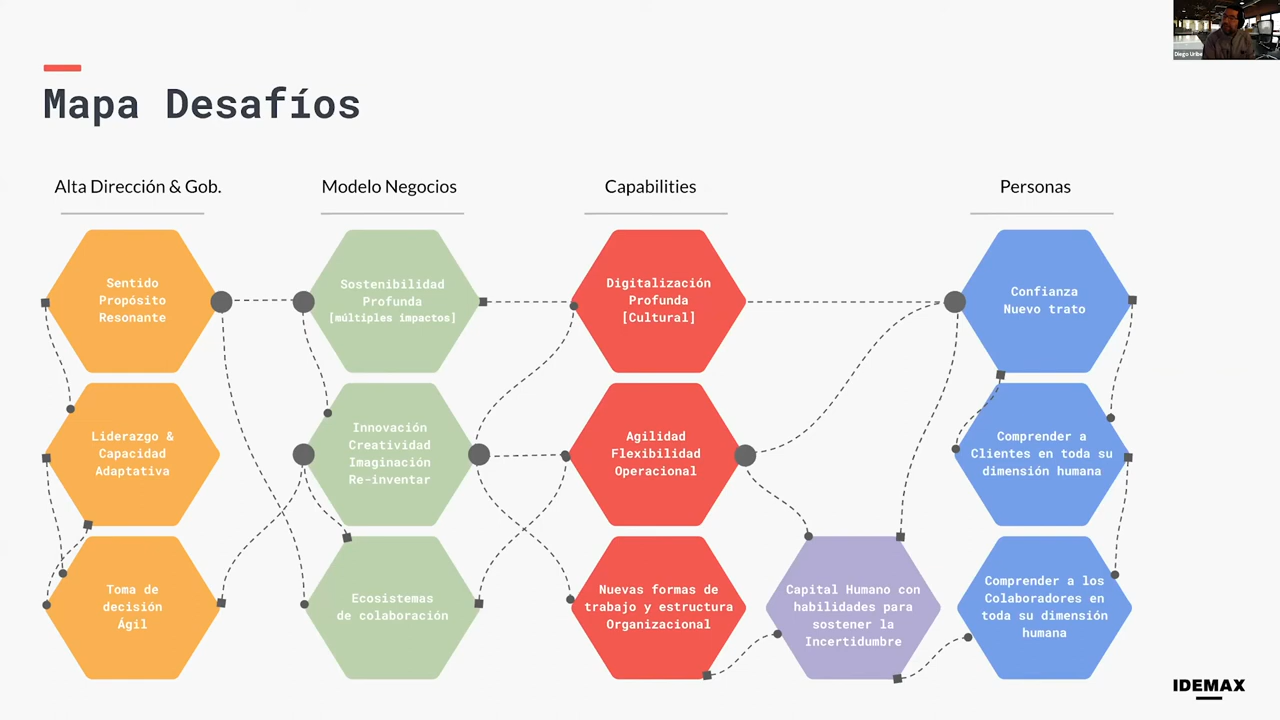 Diego Uribe
Mapa Desafíos
Alta Dirección & Gob.
Modelo Negocios
Capabilities
Personas
Sentido
Propósito
Resonante
Sostenibilidad
Profunda
[múltiples impactos]
Digitalización
Profunda
[Cultural]
Confianza
Nuevo trato
Liderazgo &
Capacidad
Adaptativa
Innovación
Creatividad
Imaginación
Re-inventar
Agilidad
Flexibilidad
Operacional
Comprender a
Clientes en toda su
dimensión humana
Toma de
decisión
Ágil
Ecosistemas
de colaboración
Nuevas formas de
trabajo y estructura
Organizacional
Capital Humano con
habilidades para
sostener la
Incertidumbre
Comprender a los
Colaboradores en
toda su dimensión
humana
IDEMAX